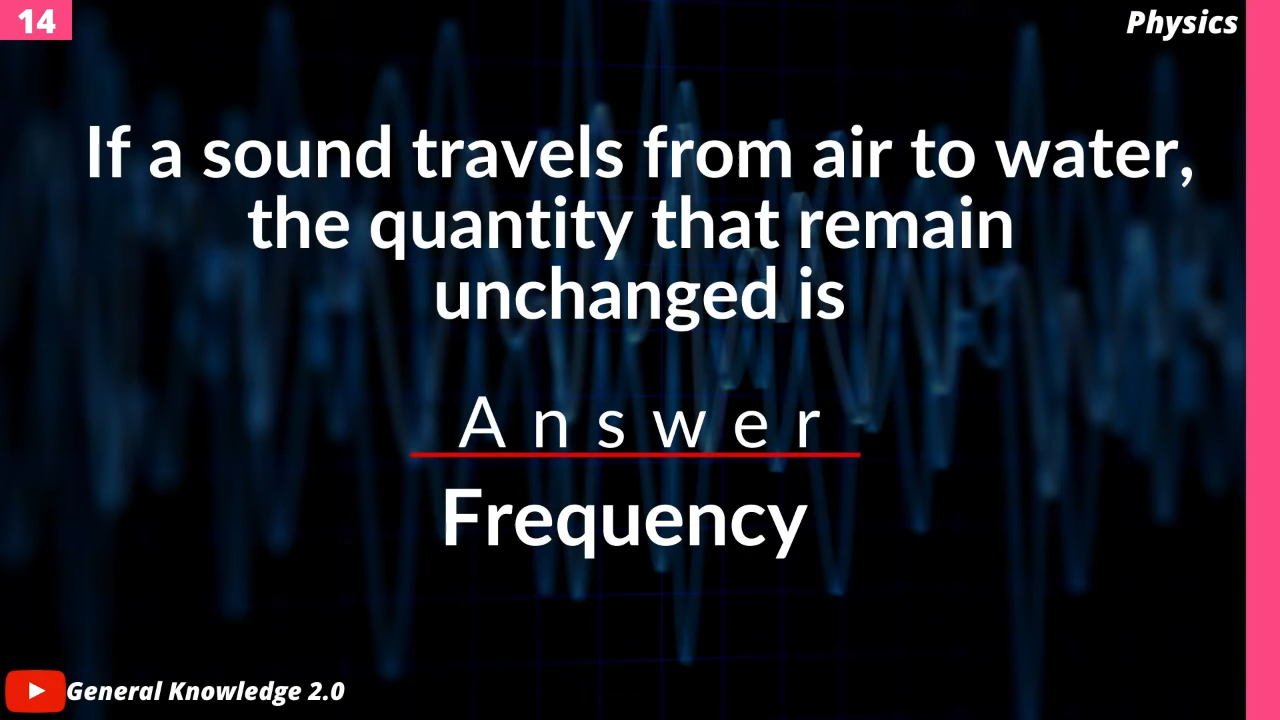 14
Physics
If a sound travels from air to water,
the quantity that remain
unchanged is
Answer
Frequency
General Knowledge 2.0